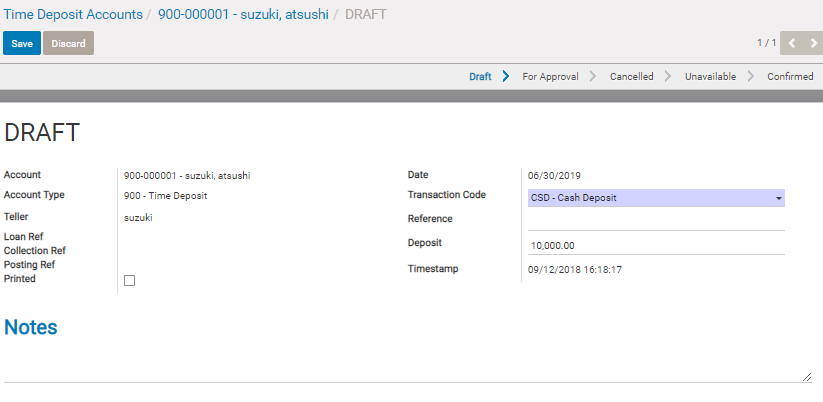 Time Deposit Accounts / 900-000001 - suzuki, atsushi / DRAFT
Save Discard 1 / 1
Draft For Approval Cancelled Unavailable Confirmed
DRAFT
Account 900-000001 - suzuki, atsushi
Account Type 900 - Time Deposit
Teller suzuki
Loan Ref
Collection Ref
Posting Ref
Printed
Date 06/30/2019
Transaction Code CSD - Cash Deposit
Reference
Deposit 10,000.00
Timestamp 09/12/2018 16:18:17
Notes